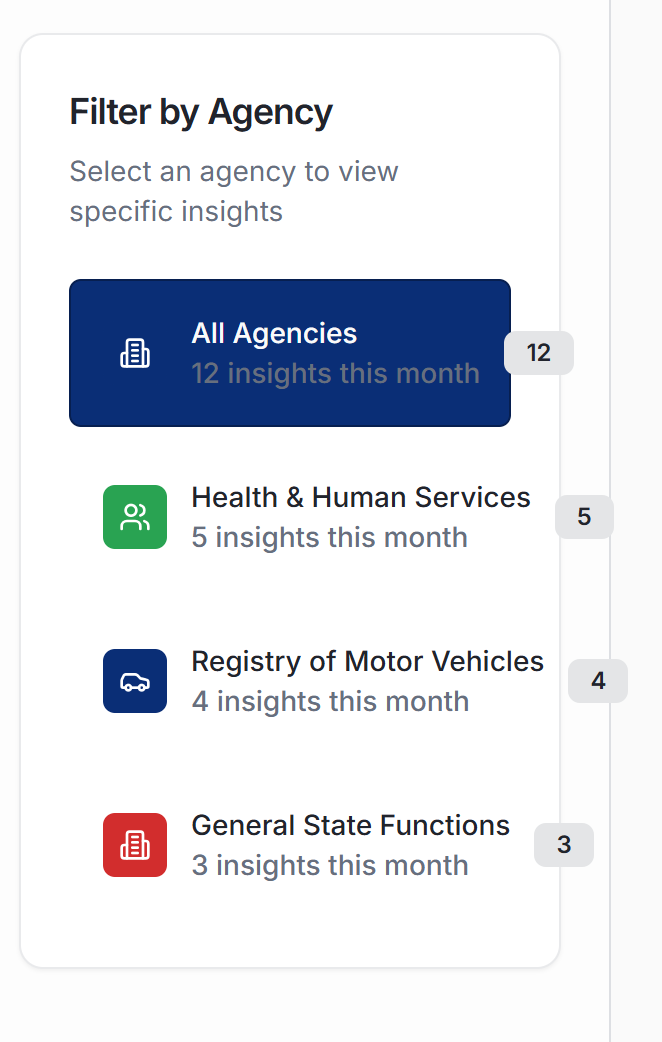 Filter by Agency
Select an agency to view
specific insights
All Agencies
12 insights this month
12
Health & Human Services
5 insights this month
5
Registry of Motor Vehicles
4 insights this month
4
General State Functions
3 insights this month
3